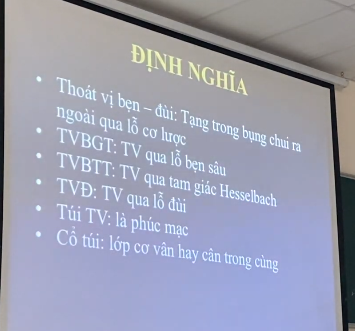 ĐỊNH NGHĨA
• Thoát vị bẹn – đùi: Tạng trong bụng chui ra
ngoài qua lỗ cơ lược
• TVBGT: TV qua lỗ bẹn sâu
• TVBTT: TV qua tam giác Hesselbach
• TVĐ: TV qua lỗ đùi
• Túi TV: là phúc mạc
• Cổ túi: lớp cơ vân hay cân trong cùng